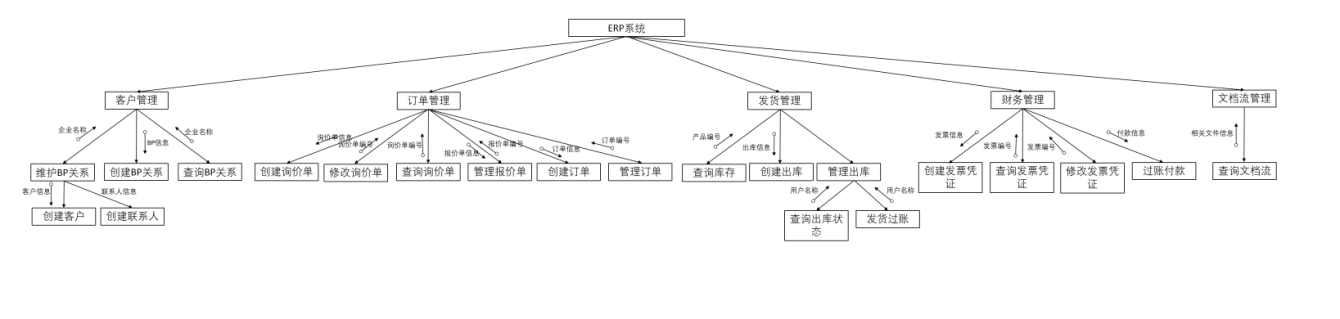 ERP系统
客户管理
订单管理
发货管理
财务管理
文档流管理
企业名称
BP信息
企业名称
询价单信息
询价单编号
询价单编号
报价单信息
报价单编号
订单信息
订单编号
产品编号
出库信息
发票信息
发票编号
发票编号
付款信息
相关文件信息
维护BP关系
创建BP关系
查询BP关系
创建询价单
修改询价单
查询询价单
管理报价单
创建订单
管理订单
查询库存
创建出库
管理出库
创建发票凭
证
查询发票凭
证
修改发票凭
证
过账付款
查询文档流
客户信息
联系人信息
用户名称
用户名称
创建客户
创建联系人
查询出库状
态
发货过账